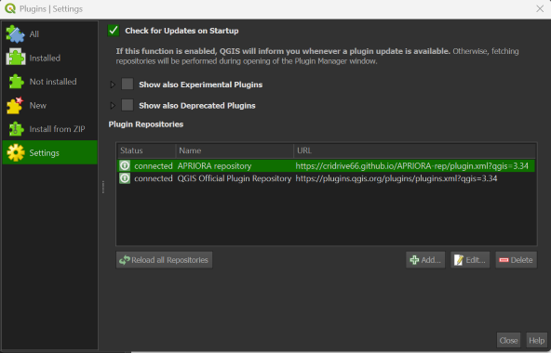 Plugins | Settings
All
Installed
Not installed
New
Install from ZIP
Settings
Check for Updates on Startup
If this function is enabled, QGIS will inform you whenever a plugin update is available. Otherwise, fetching
repositories will be performed during opening of the Plugin Manager window.
Show also Experimental Plugins
Show also Deprecated Plugins
Plugin Repositories
Status Name URL
connected APRIORA repository https://cridrive66.github.io/APRIORA-rep/plugin.xml?qgis=3.34
connected QGIS Official Plugin Repository https://plugins.qgis.org/plugins/plugins.xml?qgis=3.34
Reload all Repositories
Add...
Edit...
Delete
Close
Help